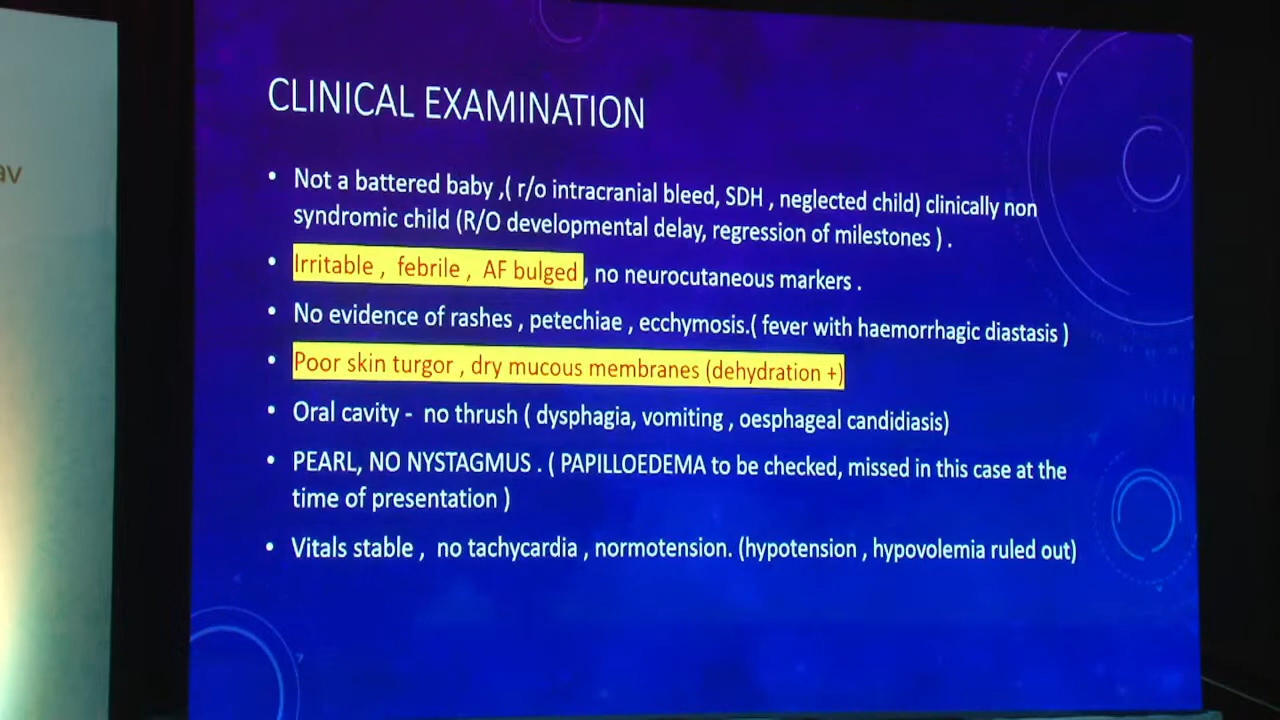 av
CLINICAL EXAMINATION
• Not a battered baby ,( r/o intracranial bleed, SDH , neglected child) clinically non
syndromic child (R/O developmental delay, regression of milestones ) .
• Irritable , febrile , AF bulged , no neurocutaneous markers .
• No evidence of rashes , petechiae , ecchymosis.( fever with haemorrhagic diastasis )
• Poor skin turgor , dry mucous membranes (dehydration +)
• Oral cavity - no thrush ( dysphagia, vomiting , oesphageal candidiasis)
• PEARL, NO NYSTAGMUS . ( PAPILLOEDEMA to be checked, missed in this case at the
time of presentation )
• Vitals stable , no tachycardia , normotension. (hypotension , hypovolemia ruled out)